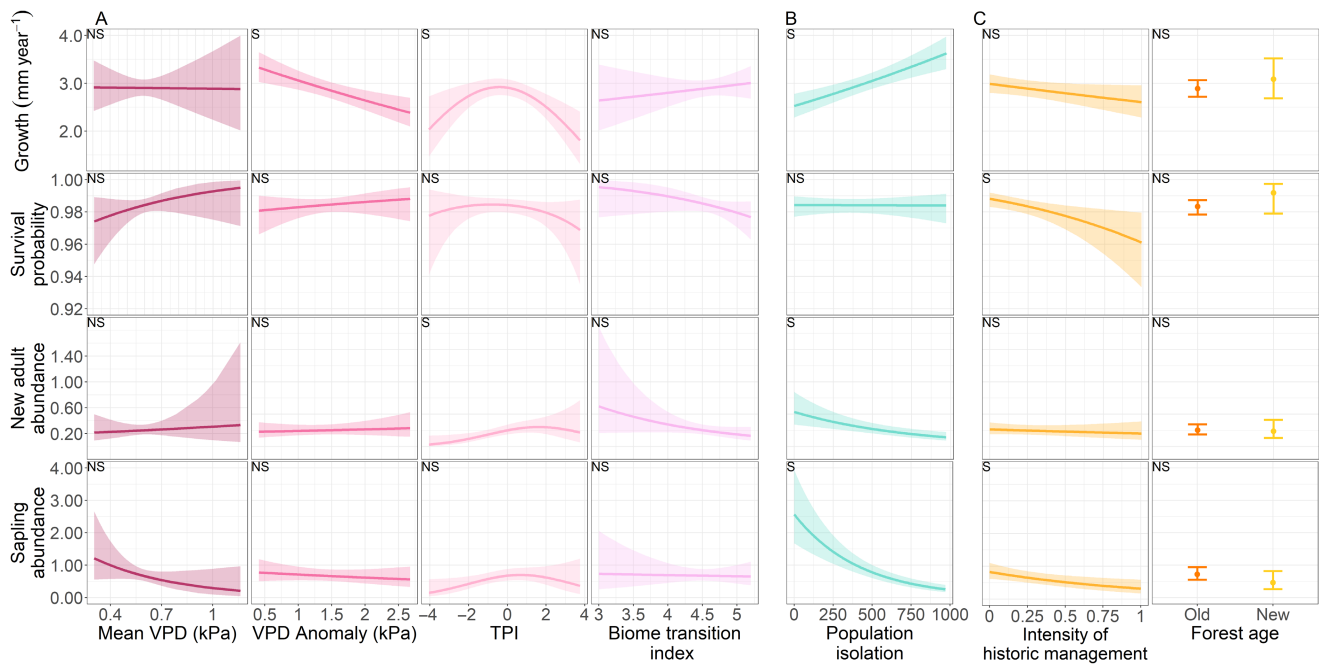 A B C
Growth (mm year⁻¹)
4.0
3.0
2.0
NS S S NS S NS NS
Survival
probability
1.00
0.98
0.96
0.94
0.92
NS NS NS NS NS S NS
New adult
abundance
1.40
1.00
0.60
0.20
NS NS S NS S NS NS
Sapling
abundance
4.00
3.00
2.00
1.00
0.00
NS NS NS NS S S NS
0.4 0.7 1
0.5 1 1.5 2 2.5
−4 −2 0 2 4
3 3.5 4 4.5 5
0 250 500 750 1000
0 0.25 0.5 0.75 1
Old New
Mean VPD (kPa)
VPD Anomaly (kPa)
TPI
Biome transition
index
Population
isolation
Intensity of
historic management
Forest age